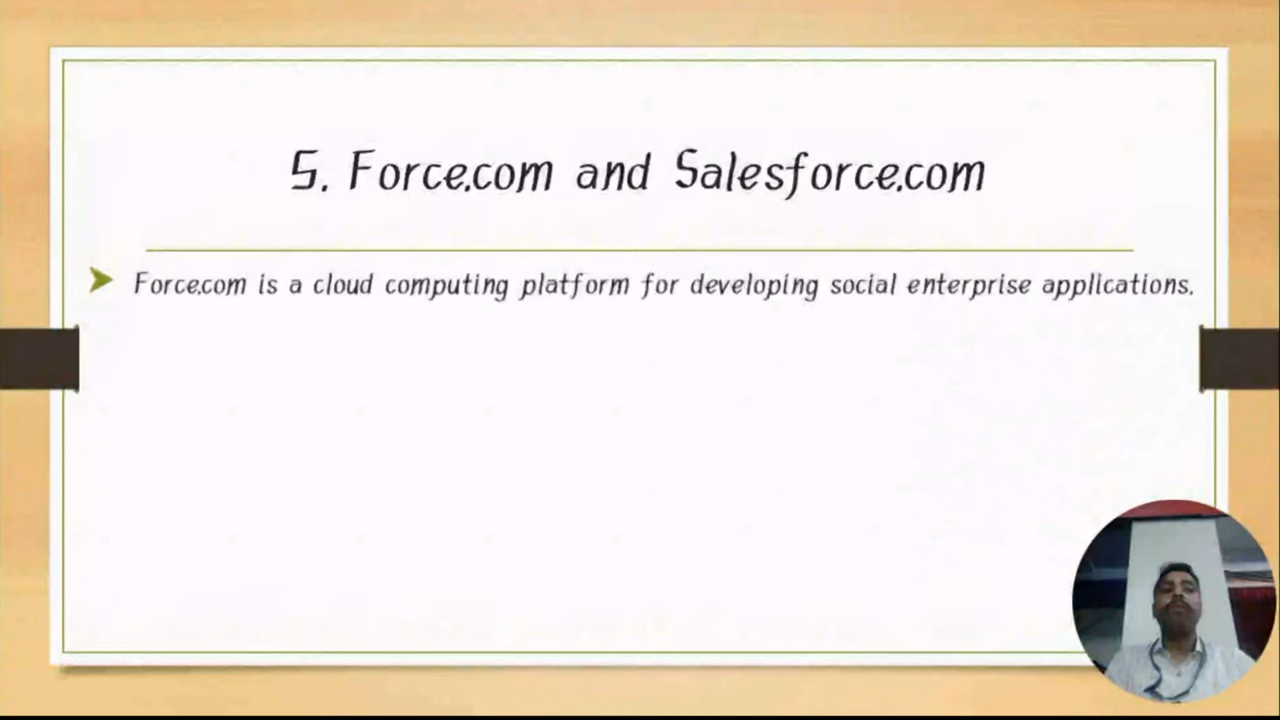 5. Force.com and Salesforce.com
Force.com is a cloud computing platform for developing social enterprise applications.